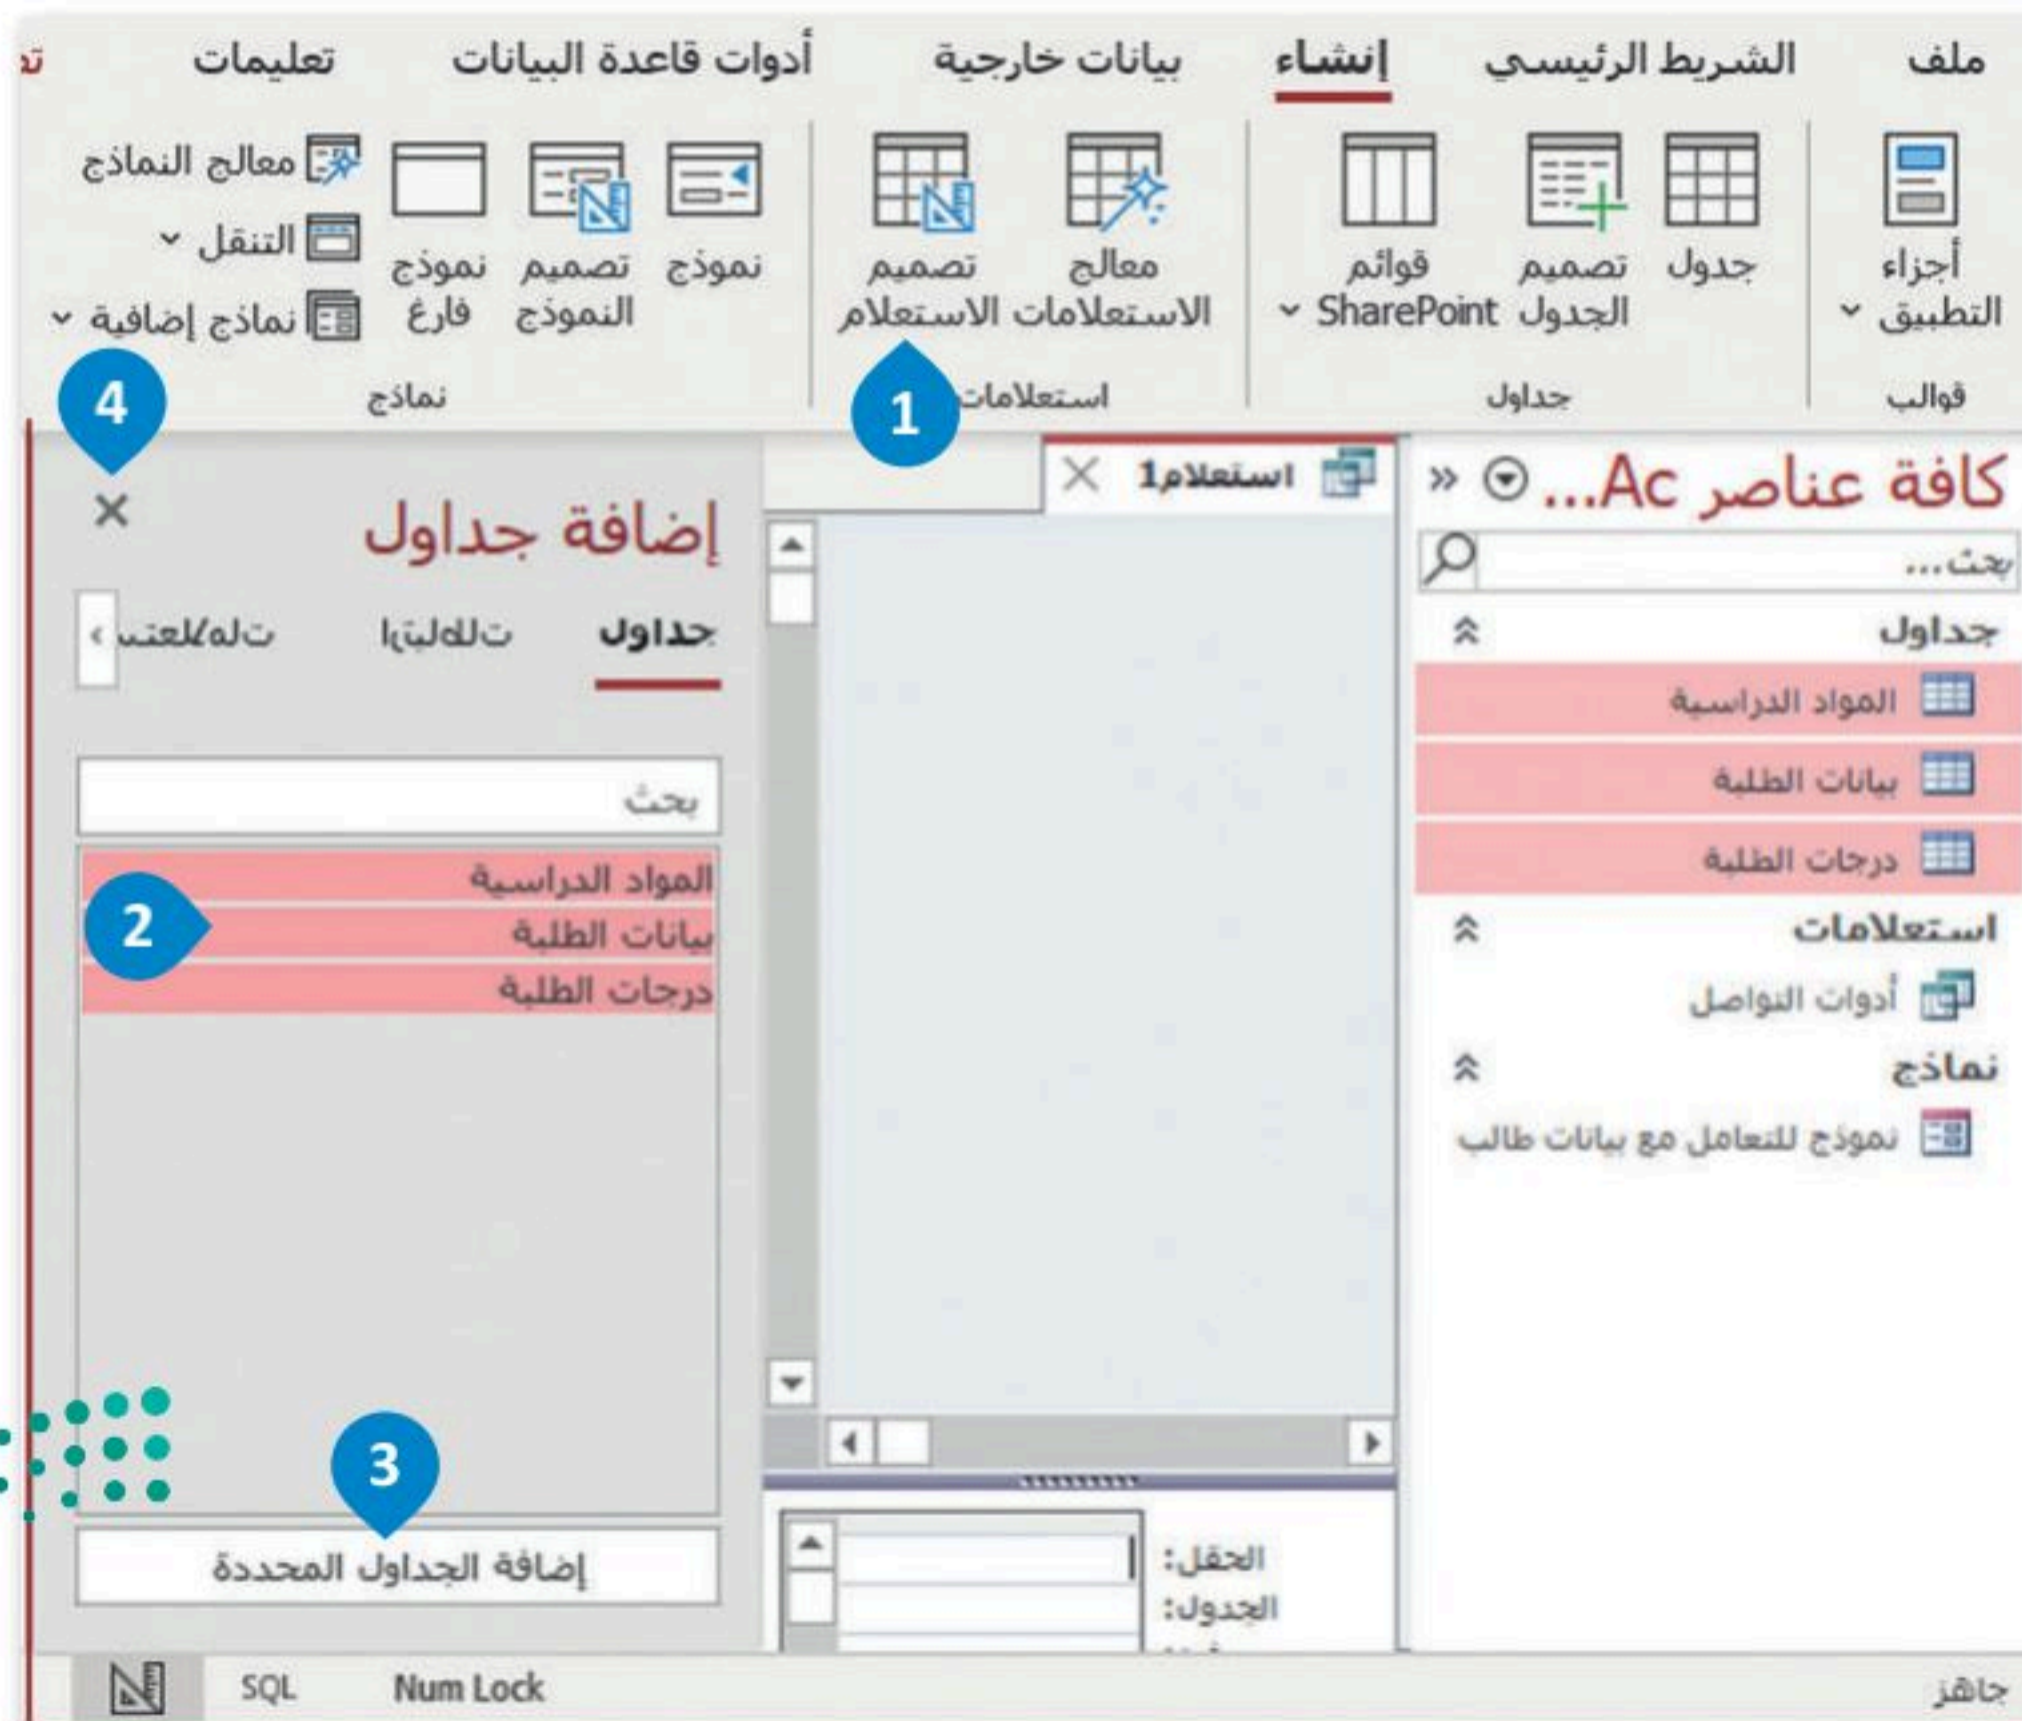 ملف الشريط الرئيسي إنشاء بيانات خارجية أدوات قاعدة البيانات تعليمات
أجزاء التطبيق
جدول
تصميم الجدول
قوائم SharePoint
معالج الاستعلامات
تصميم الاستعلام
نموذج
تصميم النموذج
نموذج فارغ
معالج النماذج
التنقل
نماذج إضافية
قوالب جداول استعلامات نماذج
1
4
كافة عناصر Ac...
بحث...
جداول
المواد الدراسية
بيانات الطلبة
درجات الطلبة
استعلامات
أدوات التواصل
نماذج
نموذج للتعامل مع بيانات طالب
استعلام1
الحقل:
الجدول:
إضافة جداول
جداول
بحث
المواد الدراسية
بيانات الطلبة
درجات الطلبة
2
3
إضافة الجداول المحددة
جاهز Num Lock SQL